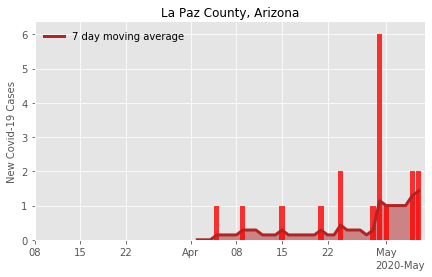 La Paz County, Arizona
7 day moving average
New Covid-19 Cases
6
5
4
3
2
1
0
08
15
22
Apr
08
15
22
May
2020-May